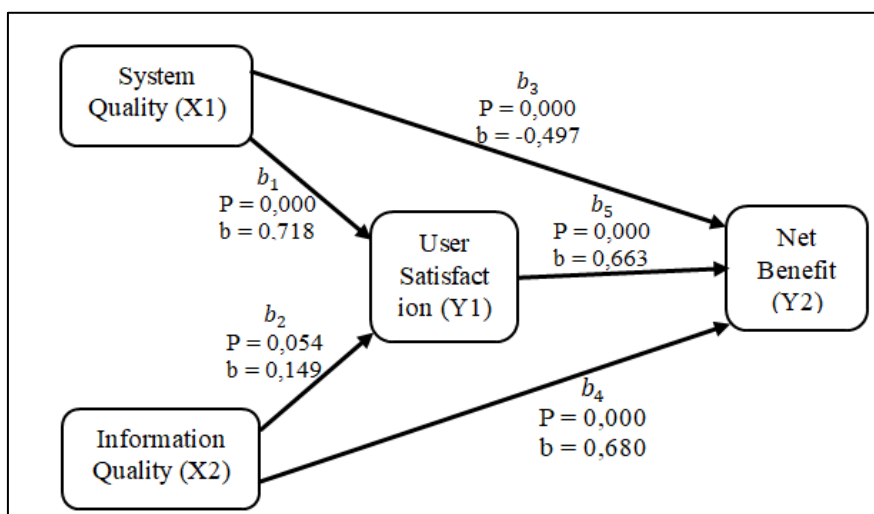 System
Quality (X1)
b₃
P = 0,000
b = -0,497
b₁
P = 0,000
b = 0.718
User
Satisfact
ion (Y1)
b₅
P = 0,000
b = 0,663
Net
Benefit
(Y2)
b₂
P = 0,054
b = 0,149
b₄
P = 0,000
b = 0,680
Information
Quality (X2)